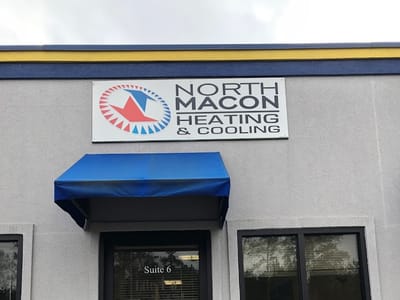 NORTH
MACON
HEATING
& COOLING
Suite 6